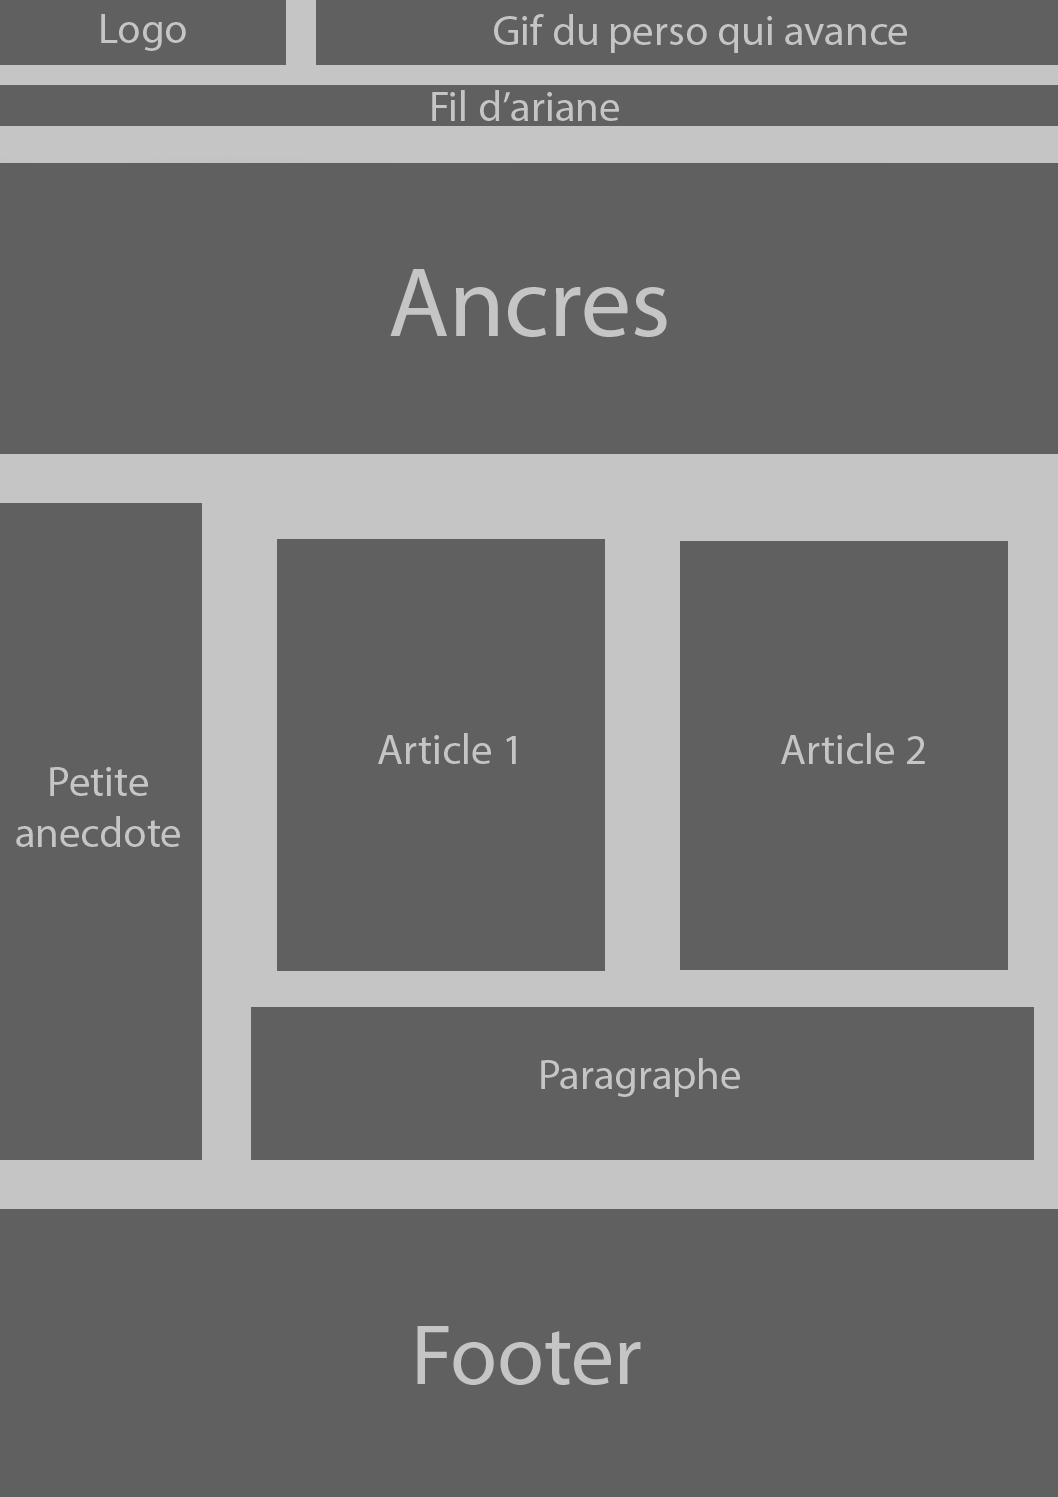 Logo
Gif du perso qui avance
Fil d’ariane
Ancres
Petite
anecdote
Article 1
Article 2
Paragraphe
Footer